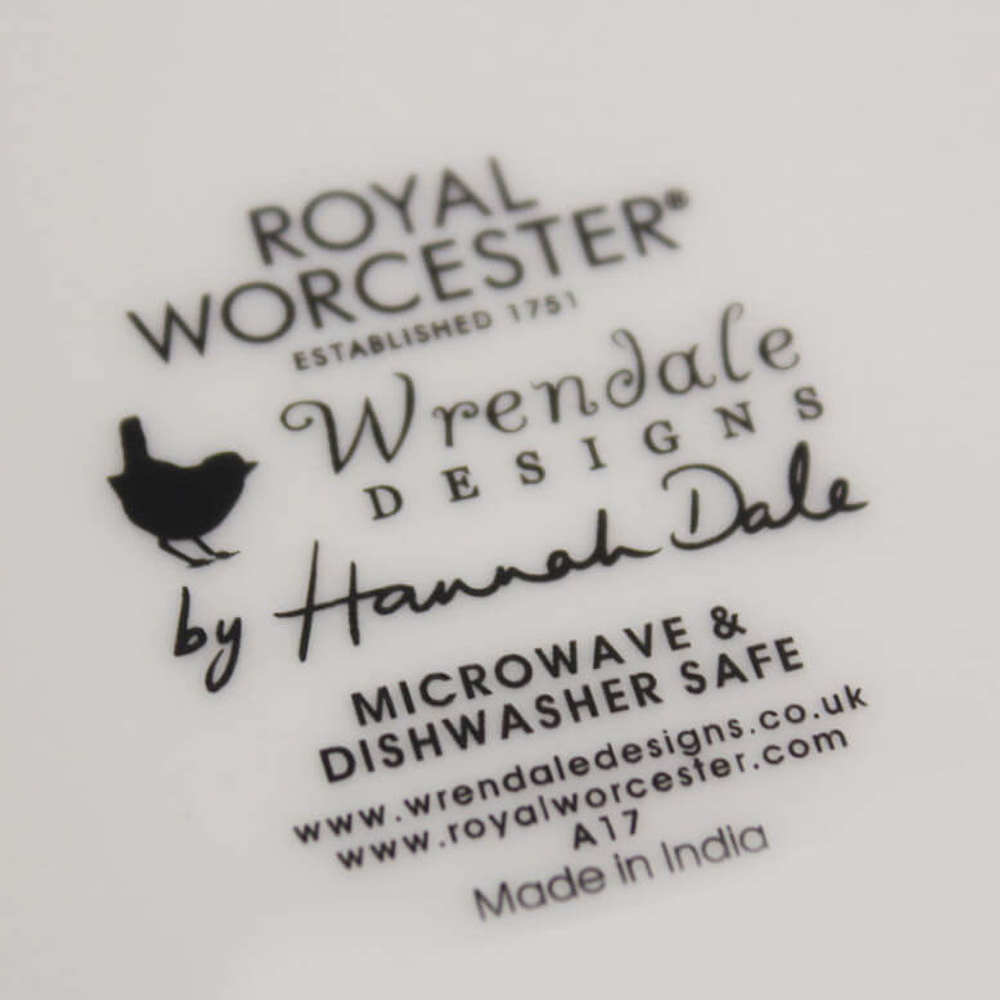 ROYAL
WORCESTER®
ESTABLISHED 1751
Wrendale
DESIGNS
by Hannah Dale
MICROWAVE &
DISHWASHER SAFE
www.wrendaledesigns.co.uk
www.royalworcester.com
A17
Made in India